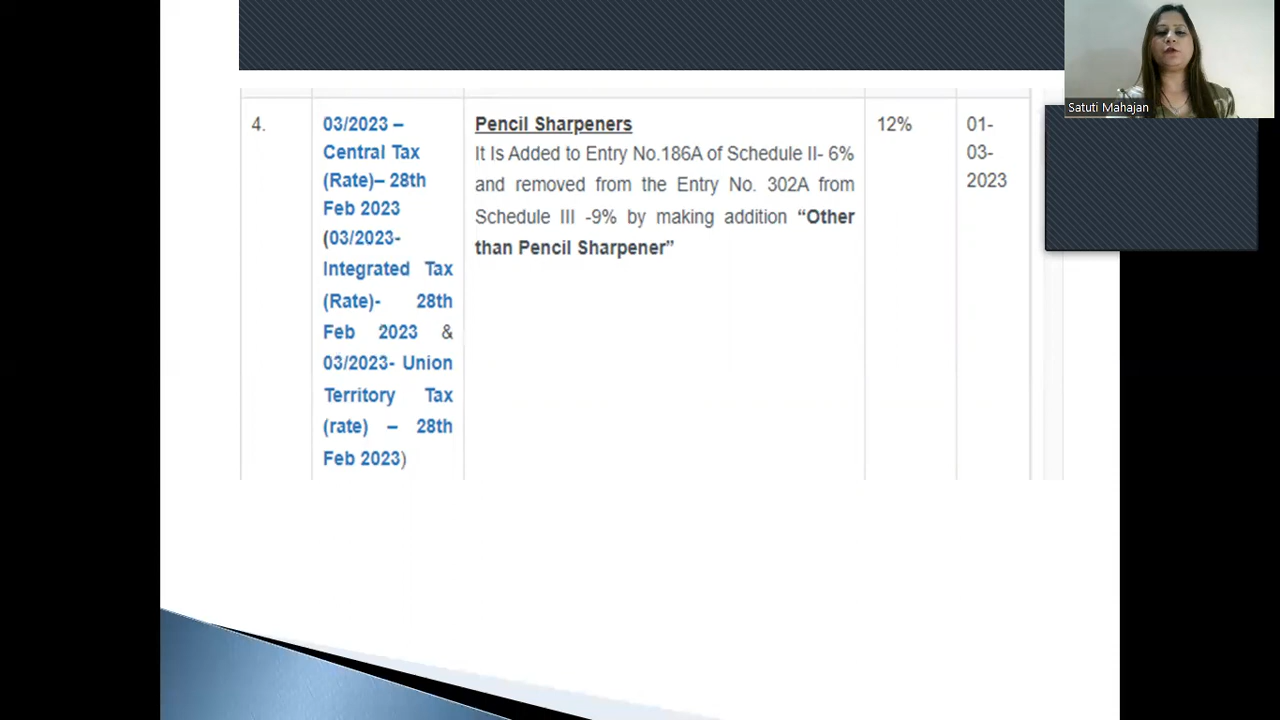 Satuti Mahajan
4.
03/2023 –
Central Tax
(Rate)– 28th
Feb 2023
(03/2023-
Integrated Tax
(Rate)- 28th
Feb 2023 &
03/2023- Union
Territory Tax
(rate) – 28th
Feb 2023)
Pencil Sharpeners
It Is Added to Entry No.186A of Schedule II- 6%
and removed from the Entry No. 302A from
Schedule III -9% by making addition “Other
than Pencil Sharpener”
12%
01-
03-
2023